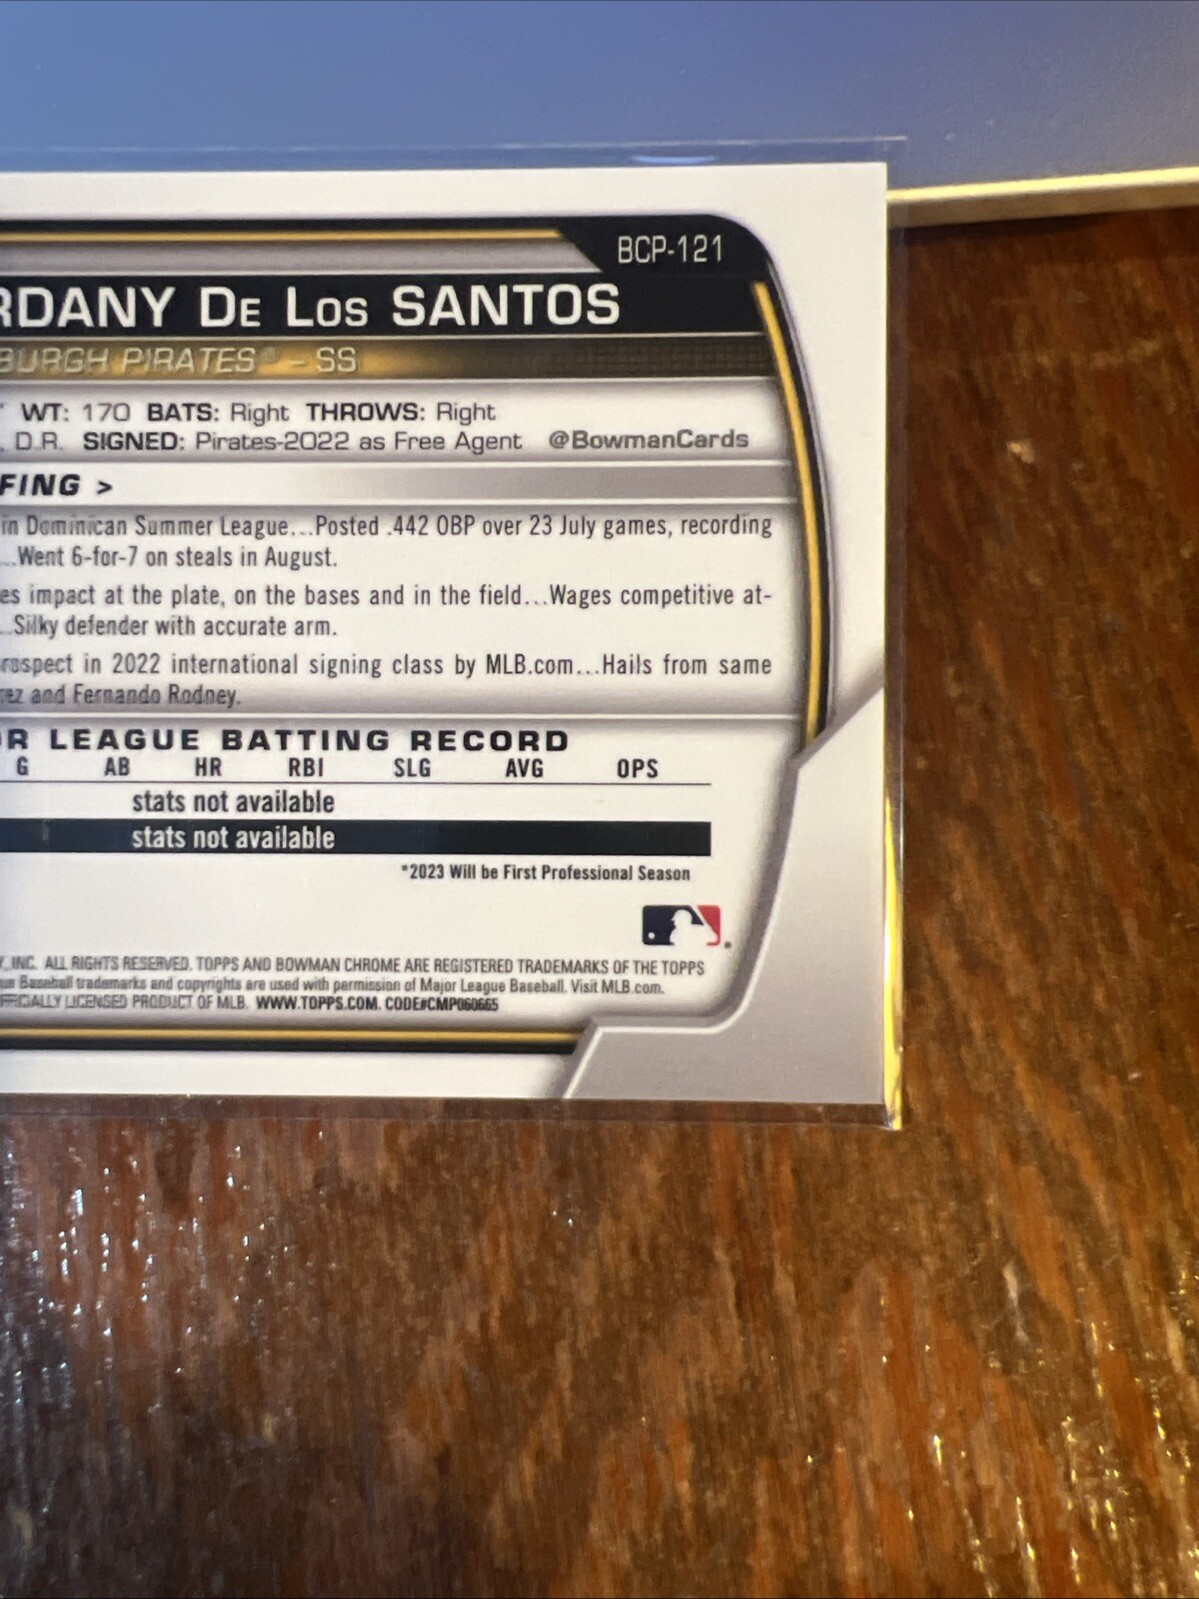 BCP-121
RDANY DE LOS SANTOS
BURGH PIRATES® – SS
WT: 170 BATS: Right THROWS: Right
, D.R. SIGNED: Pirates-2022 as Free Agent @BowmanCards
FING >
in Dominican Summer League...Posted .442 OBP over 23 July games, recording
...Went 6-for-7 on steals in August.
es impact at the plate, on the bases and in the field...Wages competitive at-
...Silky defender with accurate arm.
rospect in 2022 international signing class by MLB.com...Hails from same
rez and Fernando Rodney.
R LEAGUE BATTING RECORD
G AB HR RBI SLG AVG OPS
stats not available
stats not available
*2023 Will be First Professional Season
Y, INC. ALL RIGHTS RESERVED. TOPPS AND BOWMAN CHROME ARE REGISTERED TRADEMARKS OF THE TOPPS
ue Baseball trademarks and copyrights are used with permission of Major League Baseball. Visit MLB.com.
FFICIALLY LICENSED PRODUCT OF MLB. WWW.TOPPS.COM. CODE#CMP060665